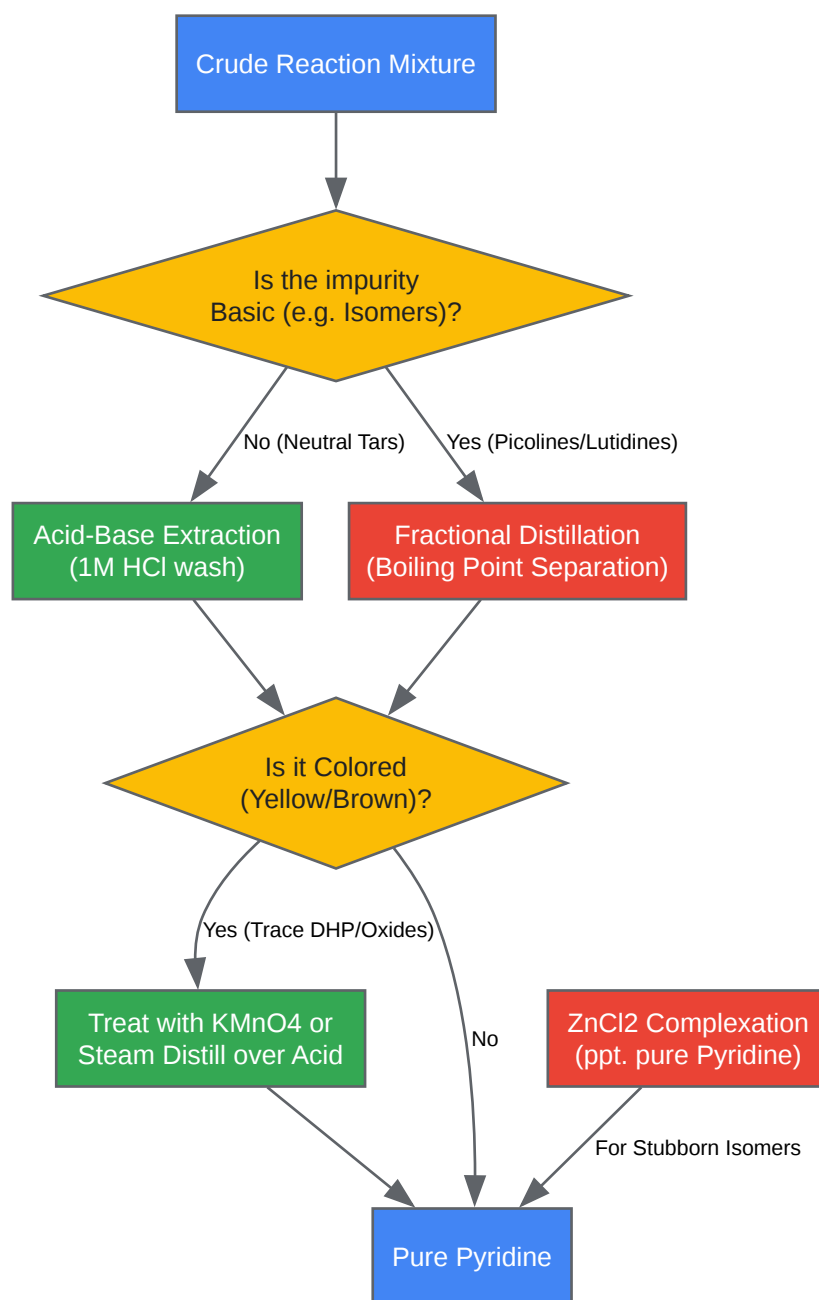 Crude Reaction Mixture
Is the impurity
Basic (e.g. Isomers)?
No (Neutral Tars)
Yes (Picolines/Lutidines)
Acid-Base Extraction
(1M HCl wash)
Fractional Distillation
(Boiling Point Separation)
Is it Colored
(Yellow/Brown)?
Yes (Trace DHP/Oxides)
Treat with KMnO4 or
Steam Distill over Acid
No
ZnCl2 Complexation
(ppt. pure Pyridine)
For Stubborn Isomers
Pure Pyridine